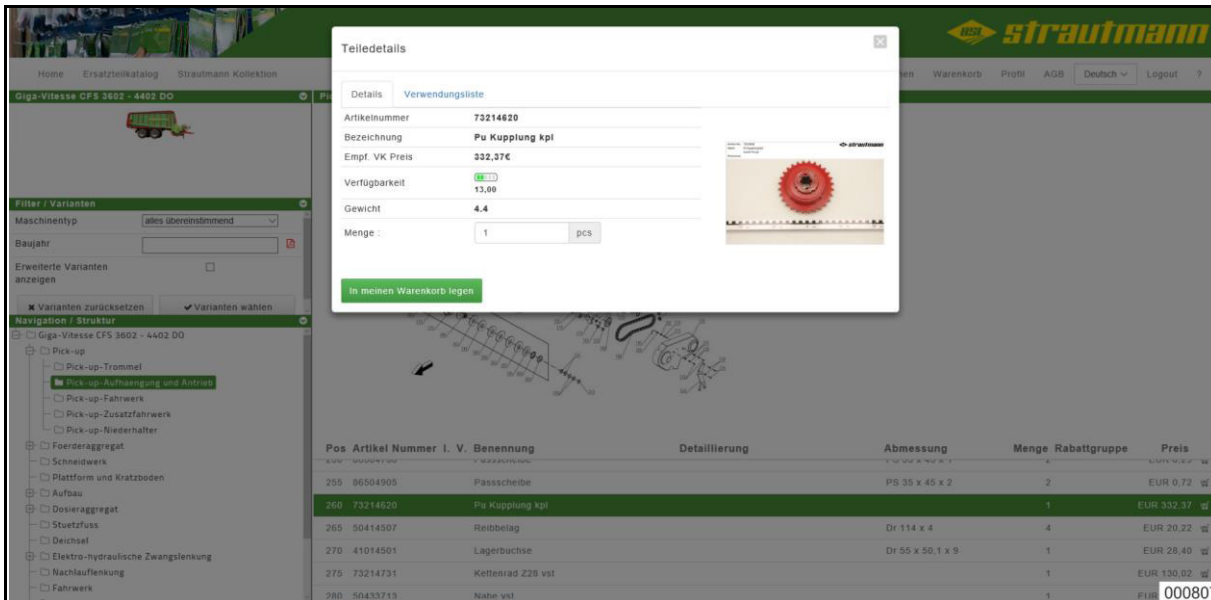 strautmann
Teiledetails
Home Ersatzteilkatalog Strautmann Kollektion
Warenkorb Profil AGB Deutsch Logout ?
Giga-Vitesse CFS 3602 - 4402 DO
Details Verwendungsliste
Artikelnummer 73214620
Bezeichnung Pu Kupplung kpl
Empf. VK Preis 332,37€
strautmann
Verfügbarkeit
13,00
Gewicht 4.4
Menge : 1 pcs
In meinen Warenkorb legen
Filter / Varianten
Maschinentyp alles übereinstimmend
Baujahr
Erweiterte Varianten
anzeigen
Varianten zurücksetzen Varianten wählen
Navigation / Struktur
Giga-Vitesse CFS 3602 - 4402 DO
Pick-up
Pick-up-Trommel
Pick-up-Aufhaengung und Antrieb
Pick-up-Fahrwerk
Pick-up-Zusatzfahrwerk
Pick-up-Niederhalter
Foerderaggregat
Schneidwerk
Plattform und Kratzboden
Aufbau
Dosieraggregat
Stuetzfuss
Deichsel
Elektro-hydraulische Zwangslenkung
Nachlauflenkung
Fahrwerk
Pos Artikel Nummer I. V. Benennung Detaillierung Abmessung Menge Rabattgruppe Preis
255 86504905 Passscheibe PS 35 x 45 x 2 2 EUR 0,72
260 73214620 Pu Kupplung kpl 1 EUR 332,37
265 50414507 Reibbelag Dr 114 x 4 4 EUR 20,22
270 41014501 Lagerbuchse Dr 55 x 50,1 x 9 1 EUR 28,40
275 73214731 Kettenrad Z28 vst 1 EUR 130,02
280 50433713 Nabe vst 1 EUR